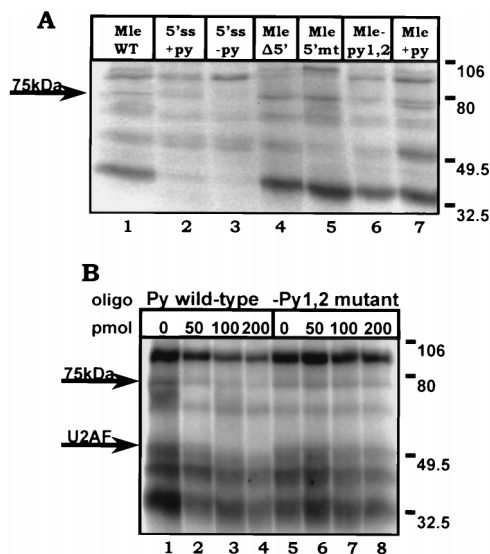 A
Mle WT 5'ss +py 5'ss -py Mle Δ5' Mle 5'mt Mle- py1,2 Mle +py
75kDa
106
80
49.5
32.5
1 2 3 4 5 6 7
B
oligo Py wild-type -Py1,2 mutant
pmol 0 50 100 200 0 50 100 200
75kDa
U2AF
106
80
49.5
32.5
1 2 3 4 5 6 7 8